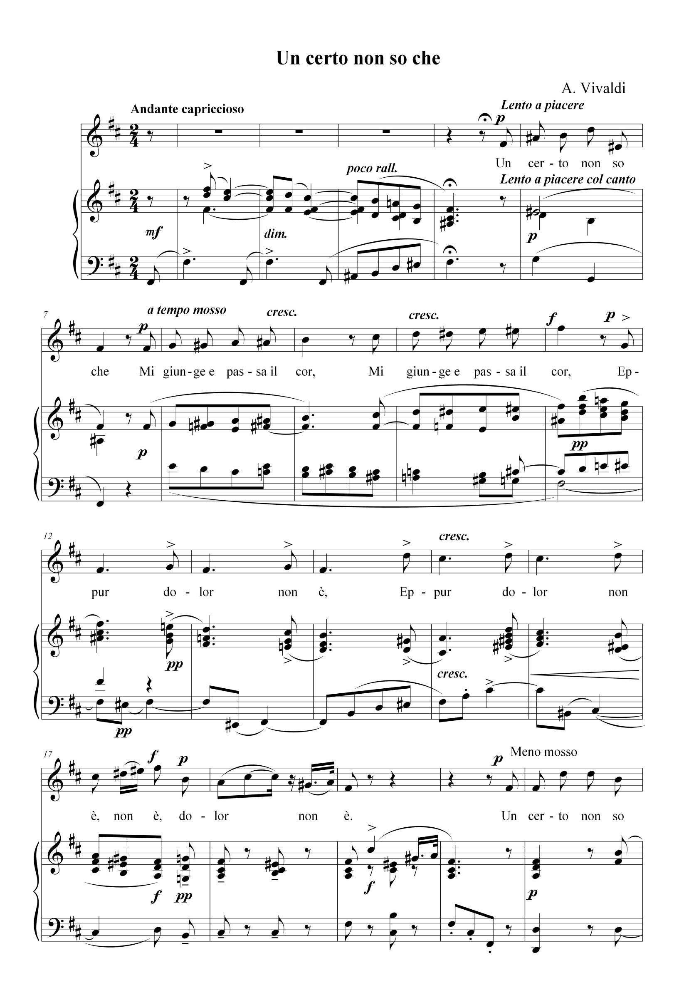 Un certo non so che
A. Vivaldi
Andante capriccioso
Lento a piacere
p
Un cer - to non so
poco rall.
Lento a piacere col canto
mf
dim.
p
7
a tempo mosso
cresc.
cresc.
p
f
p
che Mi giun - ge e pas - sa il cor, Mi giun - ge e pas - sa il cor, Ep -
p
pp
12
cresc.
pur do - lor non è, Ep - pur do - lor non
pp
cresc.
pp
17
Meno mosso
f
p
p
è, non è, do - lor non è. Un cer - to non so
f
pp
f
p